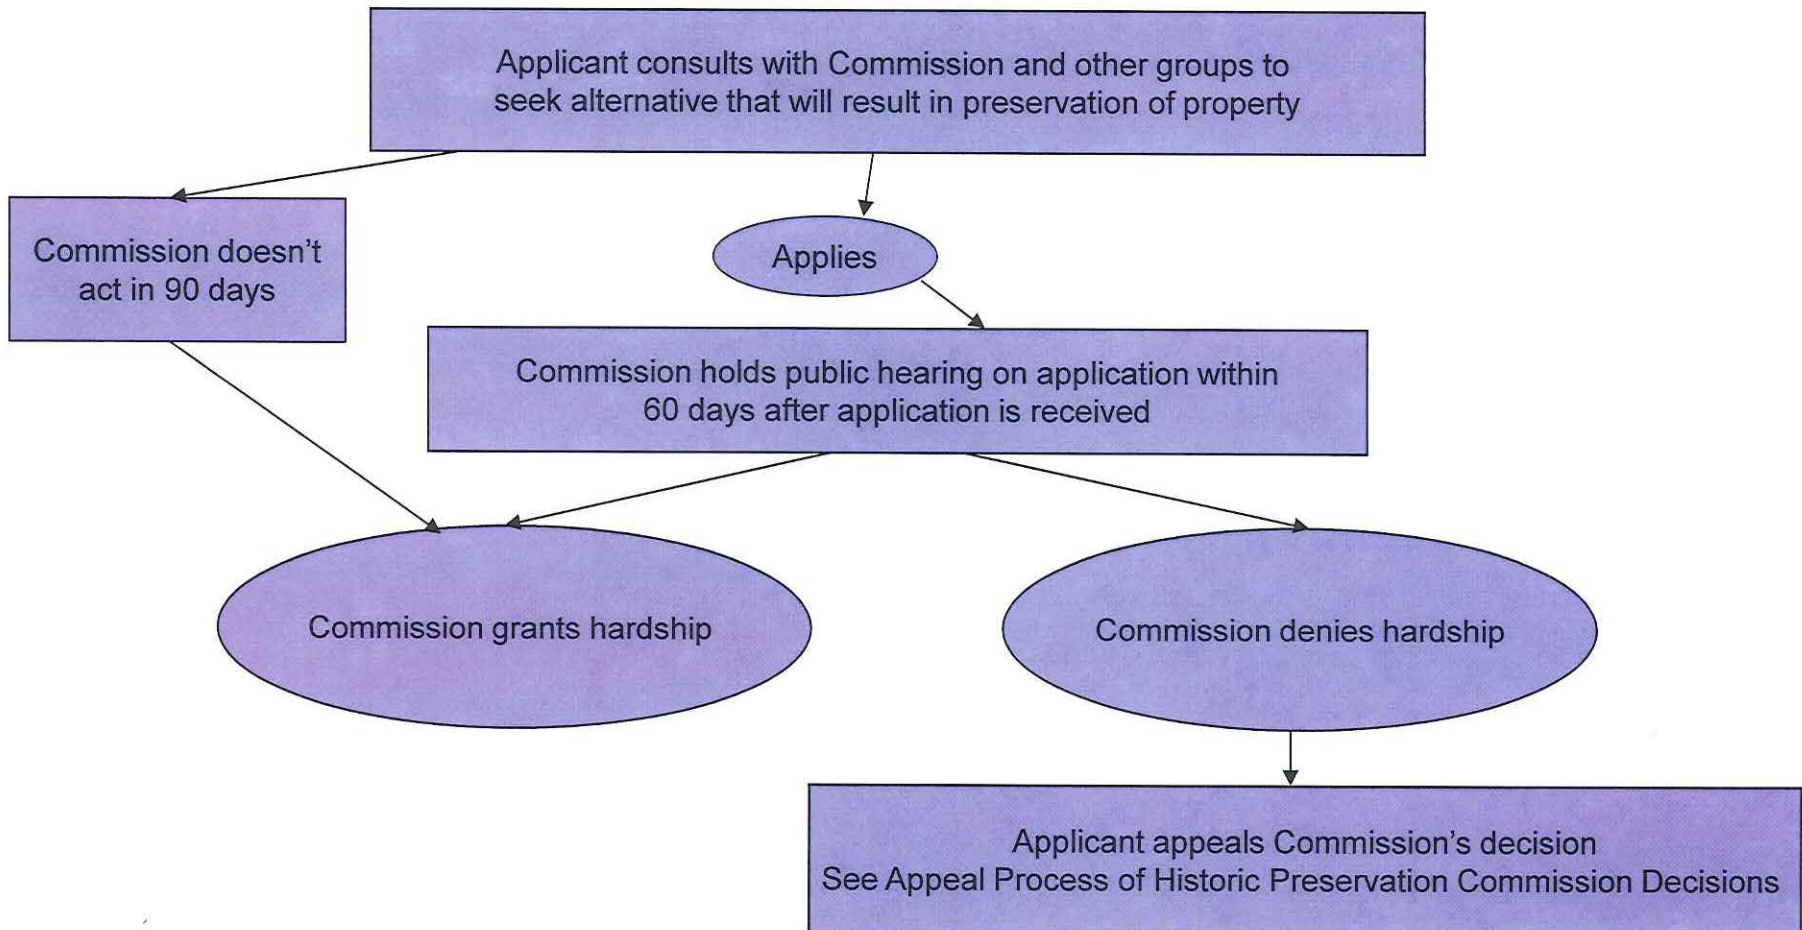 Applicant consults with Commission and other groups to
seek alternative that will result in preservation of property
Commission doesn't
act in 90 days
Applies
Commission holds public hearing on application within
60 days after application is received
Commission grants hardship
Commission denies hardship
Applicant appeals Commission's decision
See Appeal Process of Historic Preservation Commission Decisions